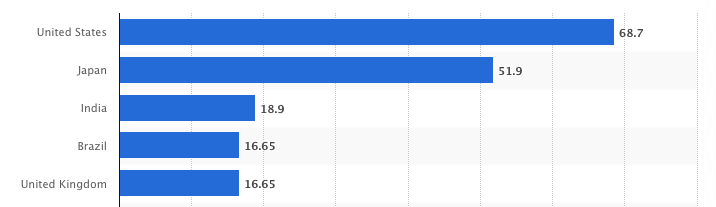 United States 68.7
Japan 51.9
India 18.9
Brazil 16.65
United Kingdom 16.65